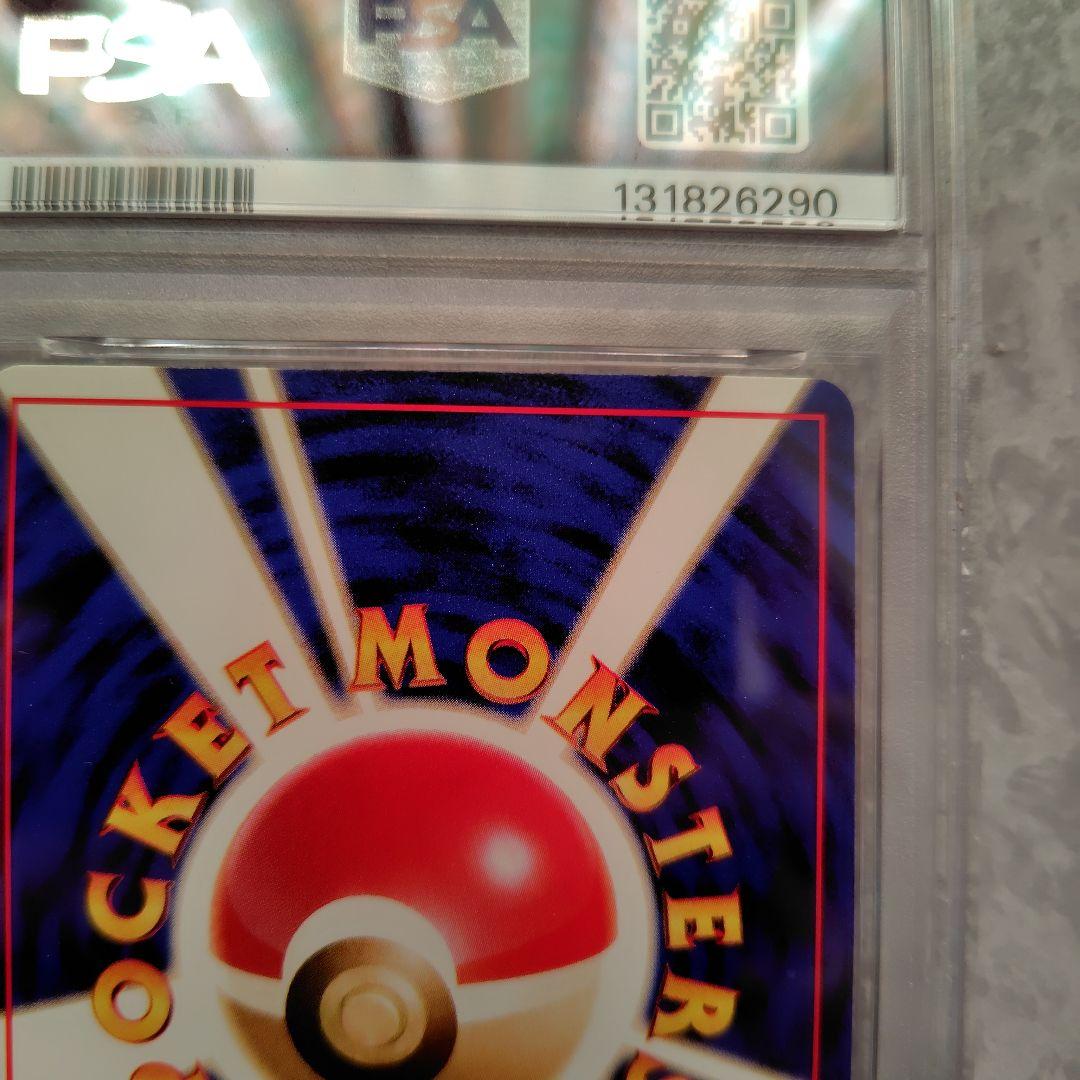 PSA
PSA
131826290
POCKET MONSTERS